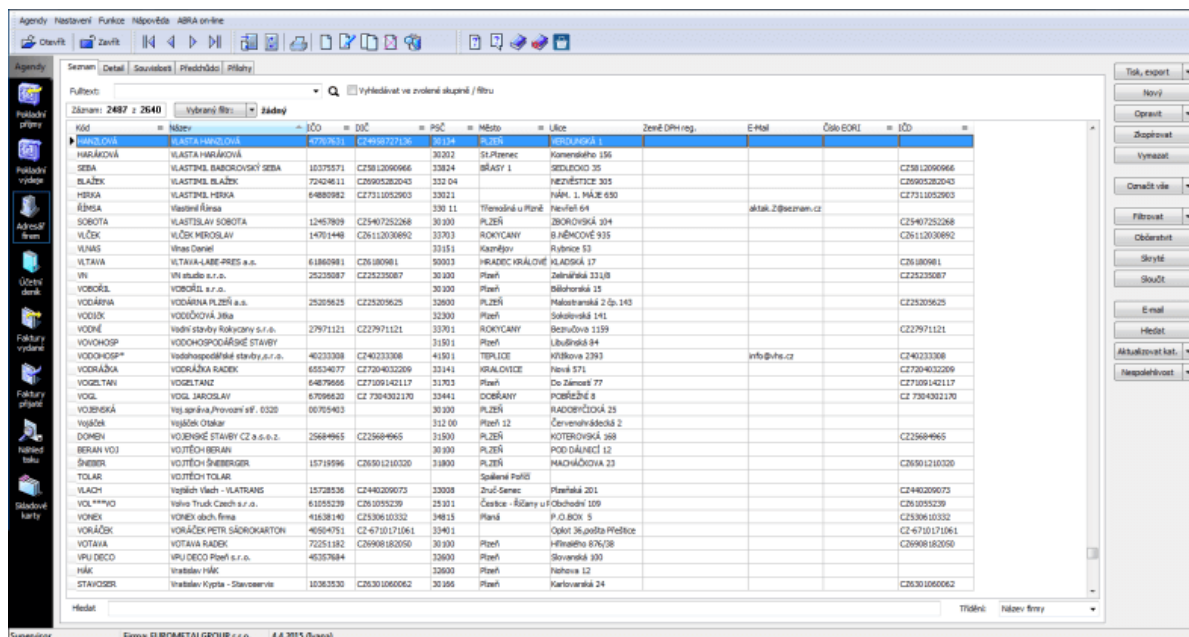 Agendy Nastavení Funkce Nápověda ABRA on-line
Otevřít Zavřít
Agendy
Pokladní příjmy
Pokladní výdeje
Adresář firem
Účetní deník
Faktury vydané
Faktury přijaté
Náhled tisku
Skladové karty
Seznam Detail Souvislosti Předchůdci Přílohy
Fulltext: Vyhledávat ve zvolené skupině / filtru
Záznam: 2487 z 2640 Vybraný filtr: žádný
Kód Název IČO DIČ PSČ Město Ulice Země DPH reg. E-Mail Číslo EORI IČD
HANZLOVÁ VLASTA HANZLOVÁ 47707631 CZ4958727136 30134 PLZEŇ VERDUNSKÁ 1
HARÁKOVÁ VLASTA HARÁKOVÁ 30202 St.Plzenec Komenského 156
SEBA VLASTIMIL BABOROVSKÝ SEBA 10375571 CZ5812090966 33824 BŘASY 1 SEDLECKO 35 CZ5812090966
BLAŽEK VLASTIMIL BLAŽEK 72424611 CZ6905282043 332 04 NEZVĚSTICE 305 CZ6905282043
HIRKA VLASTIMIL HIRKA 64880982 CZ7311052903 33021 NÁM. 1. MÁJE 650 CZ7311052903
ŘÍMSA Vlastimil Římsa 330 11 Třemošná u Plzně Nevřeň 64 aktak.2@seznam.cz
SOBOTA VLASTISLAV SOBOTA 12457809 CZ5407252268 30100 PLZEŇ ZBOROVSKÁ 104 CZ5407252268
VLČEK VLČEK MIROSLAV 14701448 CZ6112030892 33703 ROKYCANY B.NĚMCOVÉ 935 CZ6112030892
VLNAS Vlnas Daniel 33151 Kaznějov Rybnice 53
VLTAVA VLTAVA-LABE-PRES a.s. 61860981 CZ6180981 50003 HRADEC KRÁLOVÉ KLADSKÁ 17 CZ6180981
VN VN studio s.r.o. 25235087 CZ25235087 30100 Plzeň Zelinářská 331/8 CZ25235087
VOBOŘIL VOBOŘIL s.r.o. 30100 Plzeň Bělohorská 15
VODÁRNA VODÁRNA PLZEŇ a.s. 25205625 CZ25205625 32600 PLZEŇ Malostranská 2 čp.143 CZ25205625
VODIČK VODIČKOVÁ Jitka 32300 Plzeň Sokolovská 141
VODNÉ Vodní stavby Rokycany s.r.o. 27971121 CZ27971121 33701 ROKYCANY Bezručova 1159 CZ27971121
VOVOHOSP VODOHOSPODÁŘSKÉ STAVBY 31501 Plzeň Libušinská 84
VODOHOSP* Vodohospodářské stavby,s.r.o. 40233308 CZ40233308 41501 TEPLICE Křižíkova 2393 info@vhs.cz CZ40233308
VODRÁŽKA VODRÁŽKA RADEK 65534077 CZ7204032209 33141 KRALOVICE Nová 571 CZ7204032209
VOGELTAN VOGELTANZ 64879666 CZ7109142117 31703 Plzeň Do Zámostí 77 CZ7109142117
VOGL VOGL JAROSLAV 67096620 CZ 7304302170 33441 DOBŘANY POBŘEŽNÍ 8 CZ 7304302170
VOJENSKÁ Voj.správa,Provozní stř. 0320 00705403 30100 PLZEŇ RADOBYČICKÁ 25
Vojáček Vojáček Otakar 312 00 Plzeň 12 Červenohrádecká 2
DOMEN VOJENSKÉ STAVBY CZ a.s.o.z. 25684965 CZ25684965 31500 PLZEŇ KOTEROVSKÁ 168 CZ25684965
BERAN VOJ VOJTĚCH BERAN 30100 PLZEŇ POD DÁLNICÍ 12
ŠNEBER VOJTĚCH ŠNEBERGER 15719596 CZ6501210320 31800 PLZEŇ MACHÁČKOVA 23 CZ6501210320
TOLAR VOJTĚCH TOLAR Spálené Poříčí
VLACH Vojtěch Vlach - VLATRANS 15728536 CZ440209073 33008 Zruč-Senec Plzeňská 201 CZ440209073
VOL***VO Volvo Truck Czech s.r.o. 61055239 CZ61055239 25101 Čestice - Říčany u P Obchodní 109 CZ61055239
VONEX VONEX obch.firma 41638140 CZ530610332 34815 Planá P.O.BOX 5 CZ530610332
VORÁČEK VORÁČEK PETR SÁDROKARTON 40504751 CZ-6710171061 33401 Oplot 36,pošta Přeštice CZ-6710171061
VOTAVA VOTAVA RADEK 72251182 CZ6908182050 30100 Plzeň Hřímalého 876/38 CZ6908182050
VPU DECO VPU DECO Plzeň s.r.o. 45357684 32600 Plzeň Slovanská 100
HÁK Vratislav HÁK 32600 Plzeň Nohova 12
STAVOSER Vratislav Kypta - Stavoservis 10363530 CZ6301060062 30166 Plzeň Karlovarská 24 CZ6301060062
Hledat Třídění: Název firmy
Tisk, export
Nový
Opravit
Zkopírovat
Vymazat
Označit vše
Filtrovat
Občerstvit
Skryté
Sloučit
E-mail
Hledat
Aktualizovat kat.
Nespolehlivost
Supervisor Firma: EUROMETALGROUP s.r.o. 4.4.2015 (Ivana)